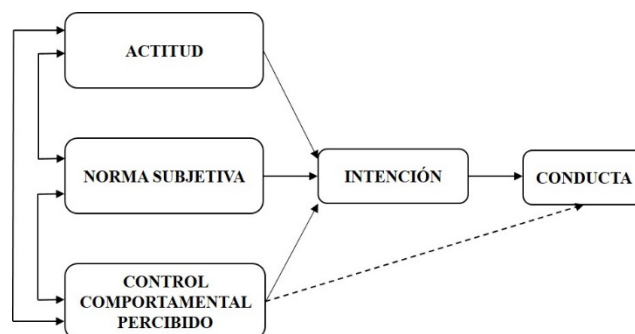 ACTITUD
NORMA SUBJETIVA
INTENCIÓN
CONDUCTA
CONTROL
COMPORTAMENTAL
PERCIBIDO